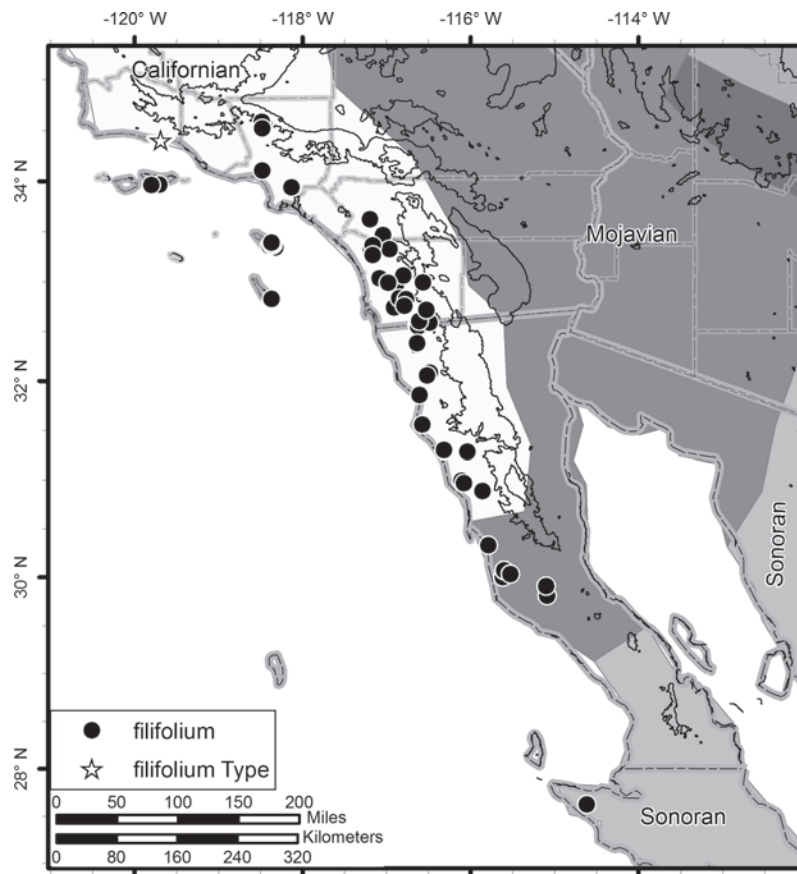 -120° W -118° W -116° W -114° W
Californian
34° N
Mojavian
32° N
Sonoran
30° N
28° N
filifolium
filifolium Type
0 50 100 150 200
Miles
Kilometers
0 80 160 240 320
Sonoran